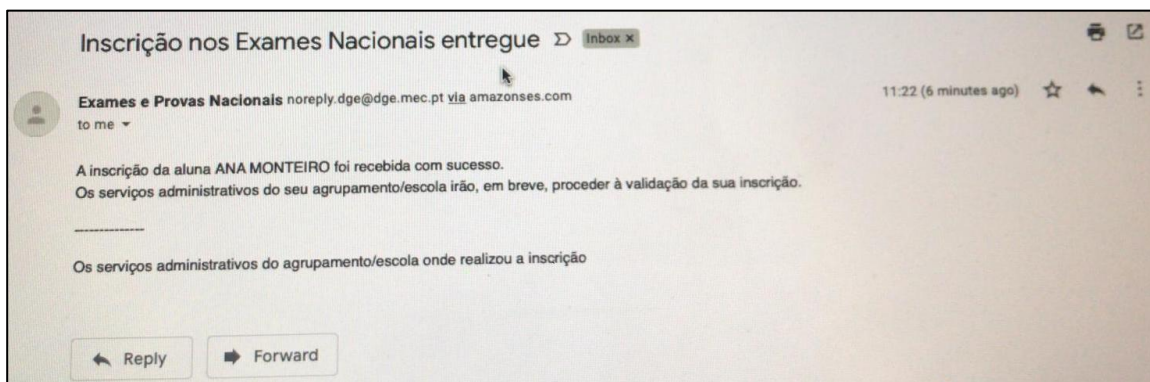 Inscrição nos Exames Nacionais entregue Inbox x
Exames e Provas Nacionais noreply.dge@dge.mec.pt via amazonses.com 11:22 (6 minutes ago)
to me
A inscrição da aluna ANA MONTEIRO foi recebida com sucesso.
Os serviços administrativos do seu agrupamento/escola irão, em breve, proceder à validação da sua inscrição.
---------------
Os serviços administrativos do agrupamento/escola onde realizou a inscrição
Reply Forward